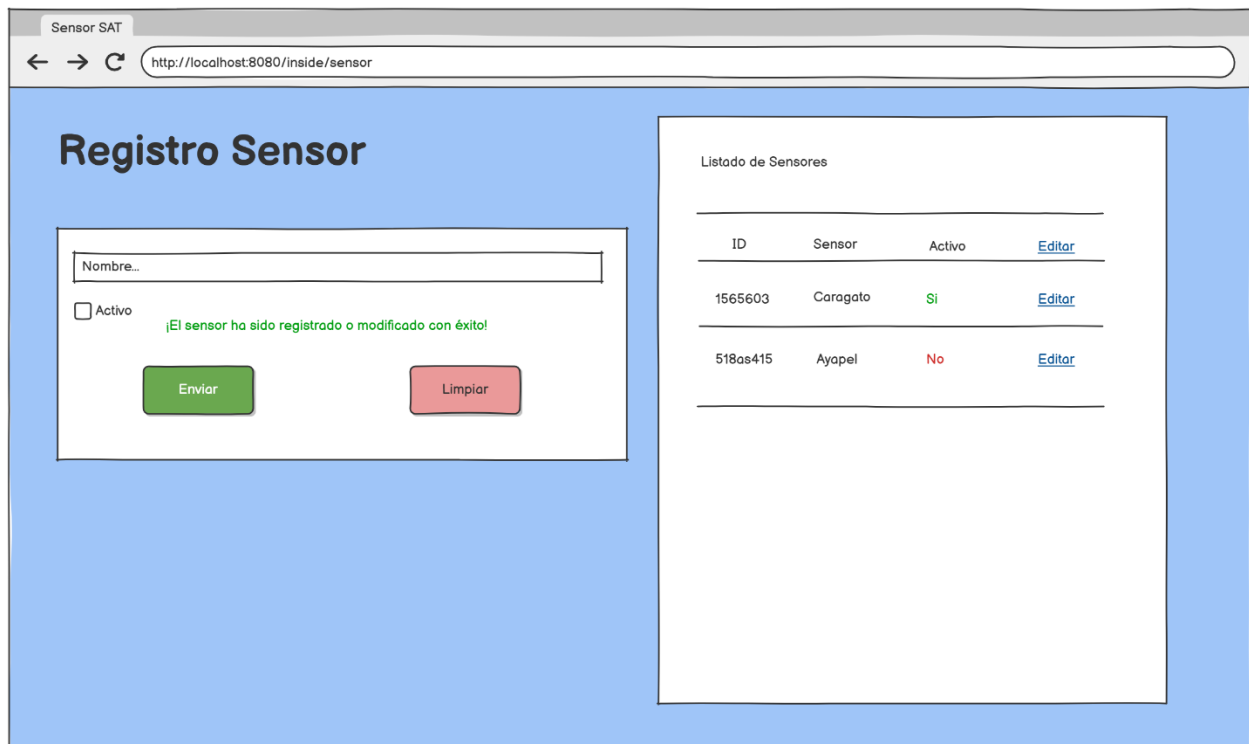 Sensor SAT
http://localhost:8080/inside/sensor
Registro Sensor
Nombre...
Activo
¡El sensor ha sido registrado o modificado con éxito!
Enviar Limpiar
Listado de Sensores
ID Sensor Activo Editar
1565603 Caragato Si Editar
518as415 Ayapel No Editar